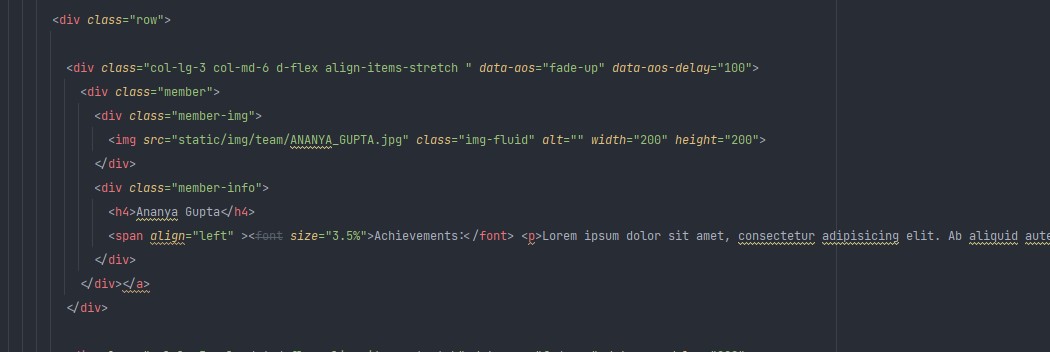 <div class="row">
<div class="col-lg-3 col-md-6 d-flex align-items-stretch " data-aos="fade-up" data-aos-delay="100">
<div class="member">
<div class="member-img">
<img src="static/img/team/ANANYA_GUPTA.jpg" class="img-fluid" alt="" width="200" height="200">
</div>
<div class="member-info">
<h4>Ananya Gupta</h4>
<span align="left" ><font size="3.5%">Achievements:</font> <p>Lorem ipsum dolor sit amet, consectetur adipisicing elit. Ab aliquid aute
</div>
</div></a>
</div>